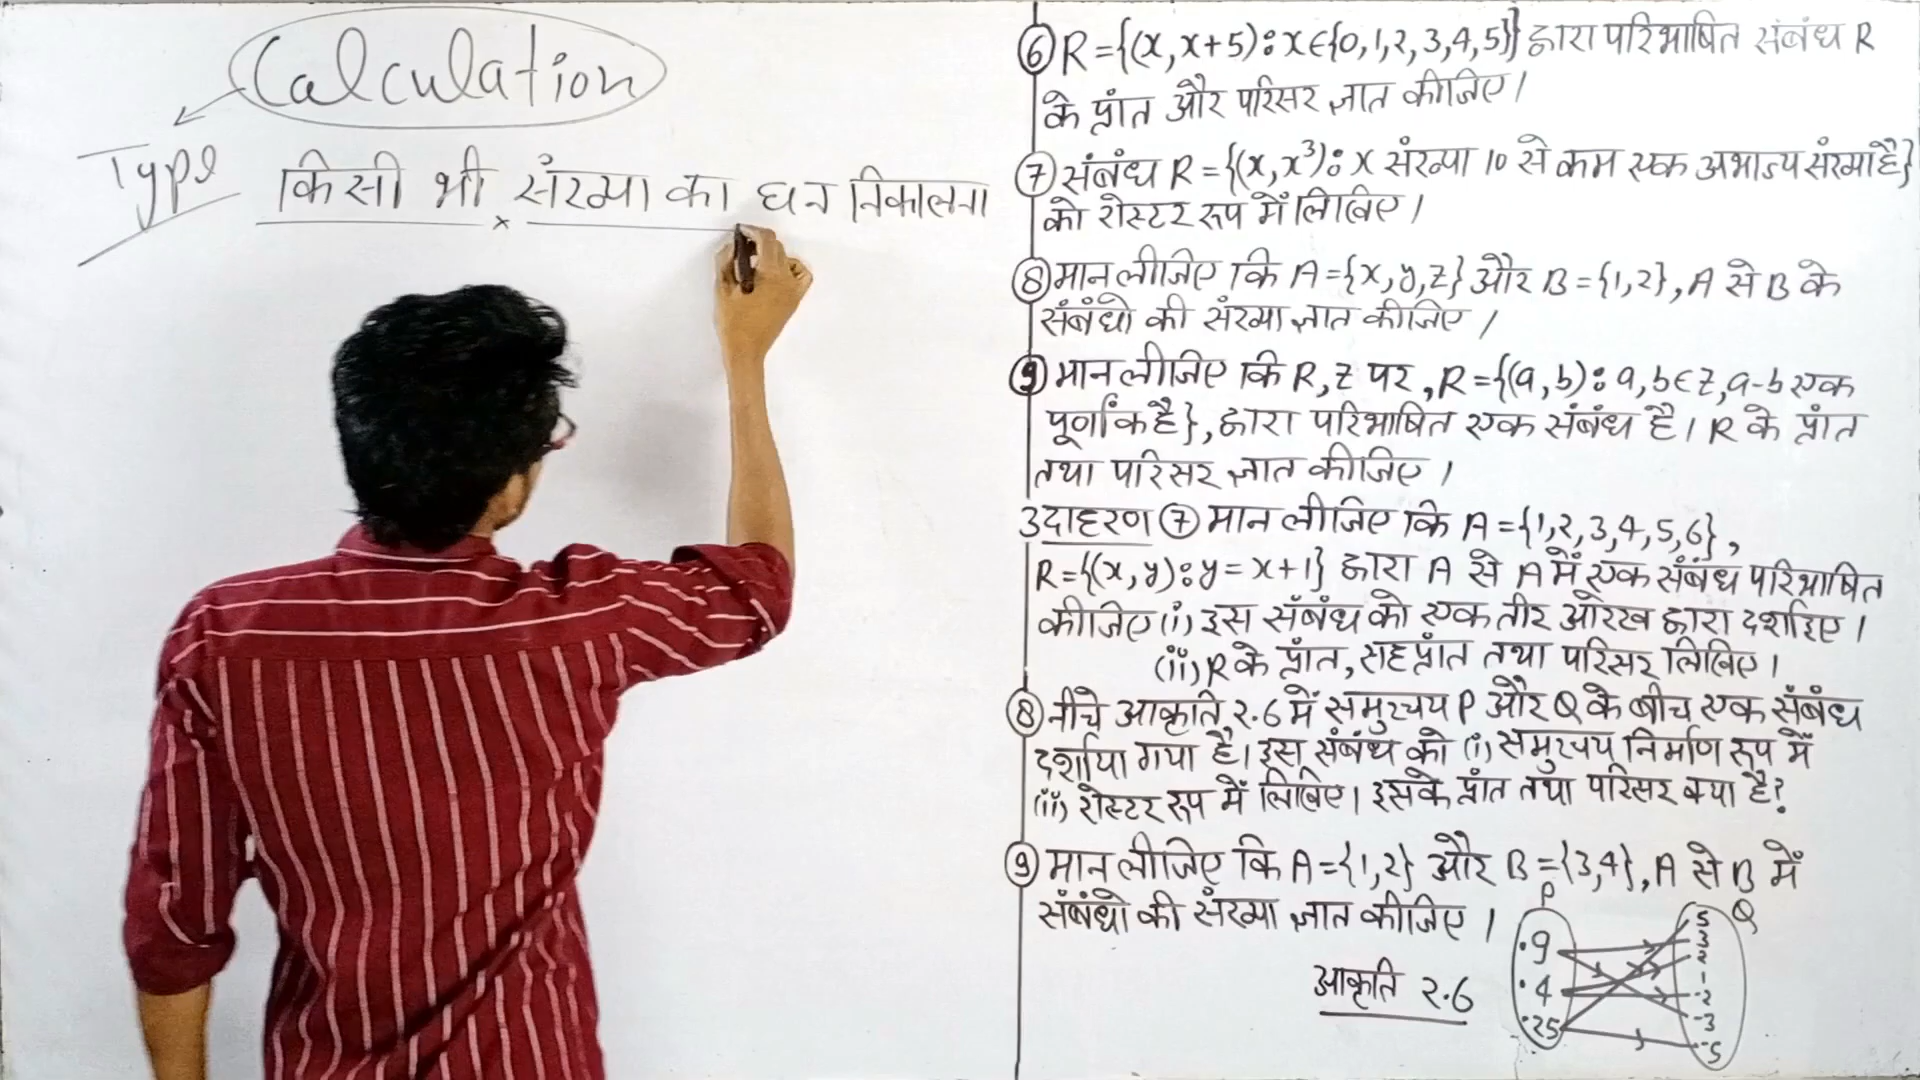 Calculation
Type
किसी भी संख्या का घन निकालना
⑥ R={(x, x+5):x∈{0,1,2,3,4,5}} द्वारा परिभाषित संबंध R
के प्रांत और परिसर ज्ञात कीजिए।
⑦ संबंध R={(x,x³): x संख्या 10 से कम एक अभाज्य संख्या है}
को रोस्टर रूप में लिखिए।
⑧ मान लीजिए कि A={x,y,z} और B={1,2}, A से B के
संबंधो की संख्या ज्ञात कीजिए।
⑨ मान लीजिए कि R, Z पर, R={(a,b): a,b∈Z, a-b एक
पूर्णांक है}, द्वारा परिभाषित एक संबंध है। R के प्रांत
तथा परिसर ज्ञात कीजिए।
उदाहरण ⑦ मान लीजिए कि A={1,2,3,4,5,6},
R={(x,y):y=x+1} द्वारा A से A में एक संबंध परिभाषित
कीजिए (i) इस संबंध को एक तीर आरेख द्वारा दर्शाइए।
(ii) R के प्रांत, सहप्रांत तथा परिसर लिखिए।
⑧ नीचे आकृति 2.6 में समुच्चय P और Q के बीच एक संबंध
दर्शाया गया है। इस संबंध को (i) समुच्चय निर्माण रूप में
(ii) रोस्टर रूप में लिखिए। इसके प्रांत तथा परिसर क्या है?
⑨ मान लीजिए कि A={1,2} और B={3,4}, A से B में
संबंधो की संख्या ज्ञात कीजिए।
आकृति 2.6
P
.9
.4
.25
Q
5
3
2
1
-2
-3
-5